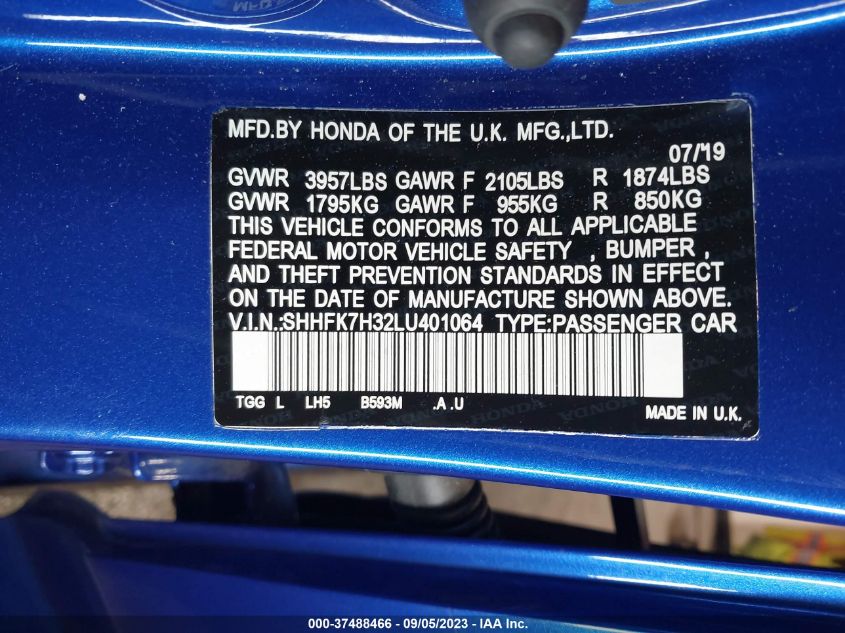 MFD.BY HONDA OF THE U.K. MFG.,LTD.
07/19
GVWR 3957LBS GAWR F 2105LBS R 1874LBS
GVWR 1795KG GAWR F 955KG R 850KG
THIS VEHICLE CONFORMS TO ALL APPLICABLE
FEDERAL MOTOR VEHICLE SAFETY , BUMPER ,
AND THEFT PREVENTION STANDARDS IN EFFECT
ON THE DATE OF MANUFACTURE SHOWN ABOVE.
V.I.N.:SHHFK7H32LU401064 TYPE:PASSENGER CAR
TGG L LH5 B593M .A .U
MADE IN U.K.
000-37488466 - 09/05/2023 - IAA Inc.